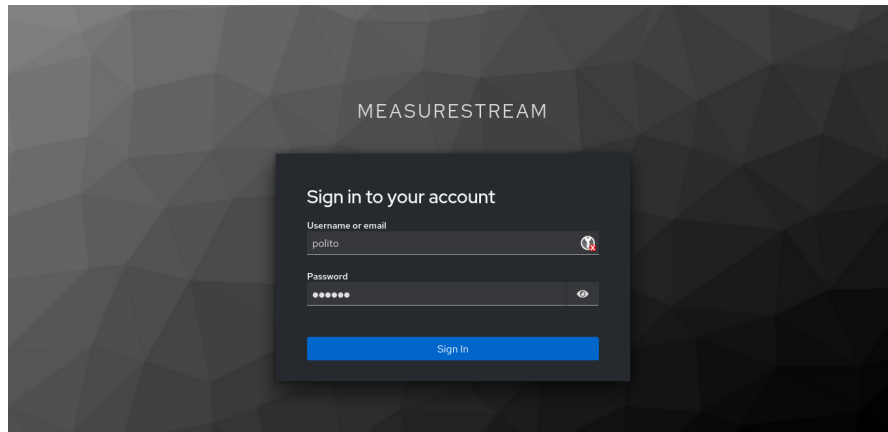 MEASURESTREAM
Sign in to your account
Username or email
polito
Password
Sign In